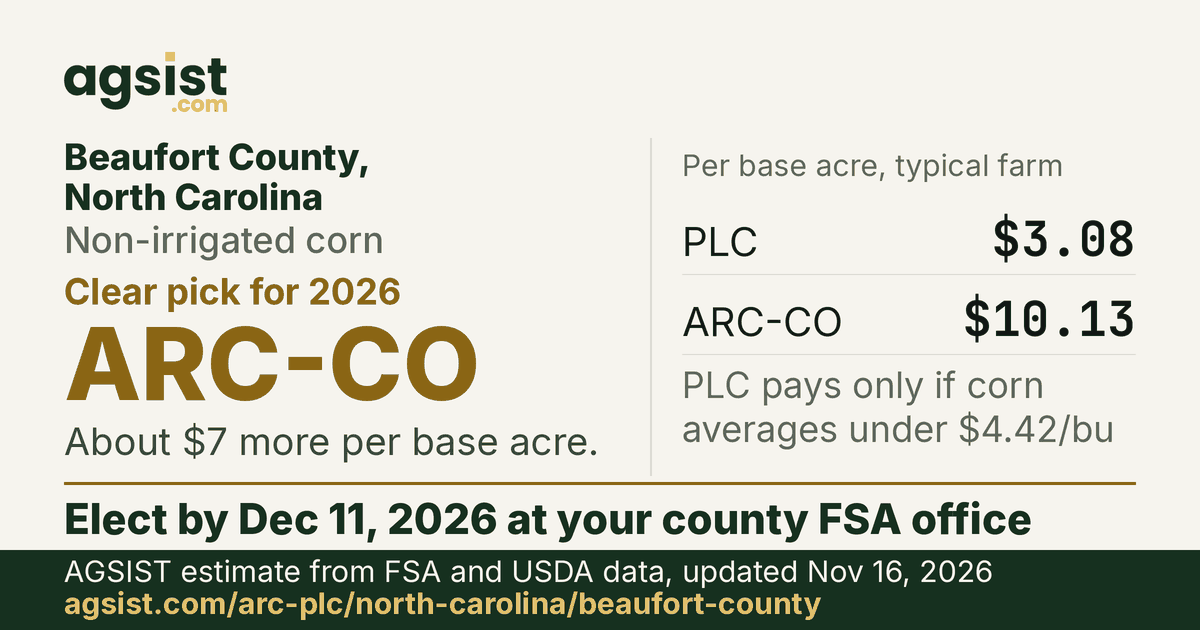 agsist
.com
Beaufort County,
North Carolina
Non-irrigated corn
Clear pick for 2026
ARC-CO
About $7 more per base acre.
Per base acre, typical farm
PLC $3.08
ARC-CO $10.13
PLC pays only if corn
averages under $4.42/bu
Elect by Dec 11, 2026 at your county FSA office
AGSIST estimate from FSA and USDA data, updated Nov 16, 2026
agsist.com/arc-plc/north-carolina/beaufort-county